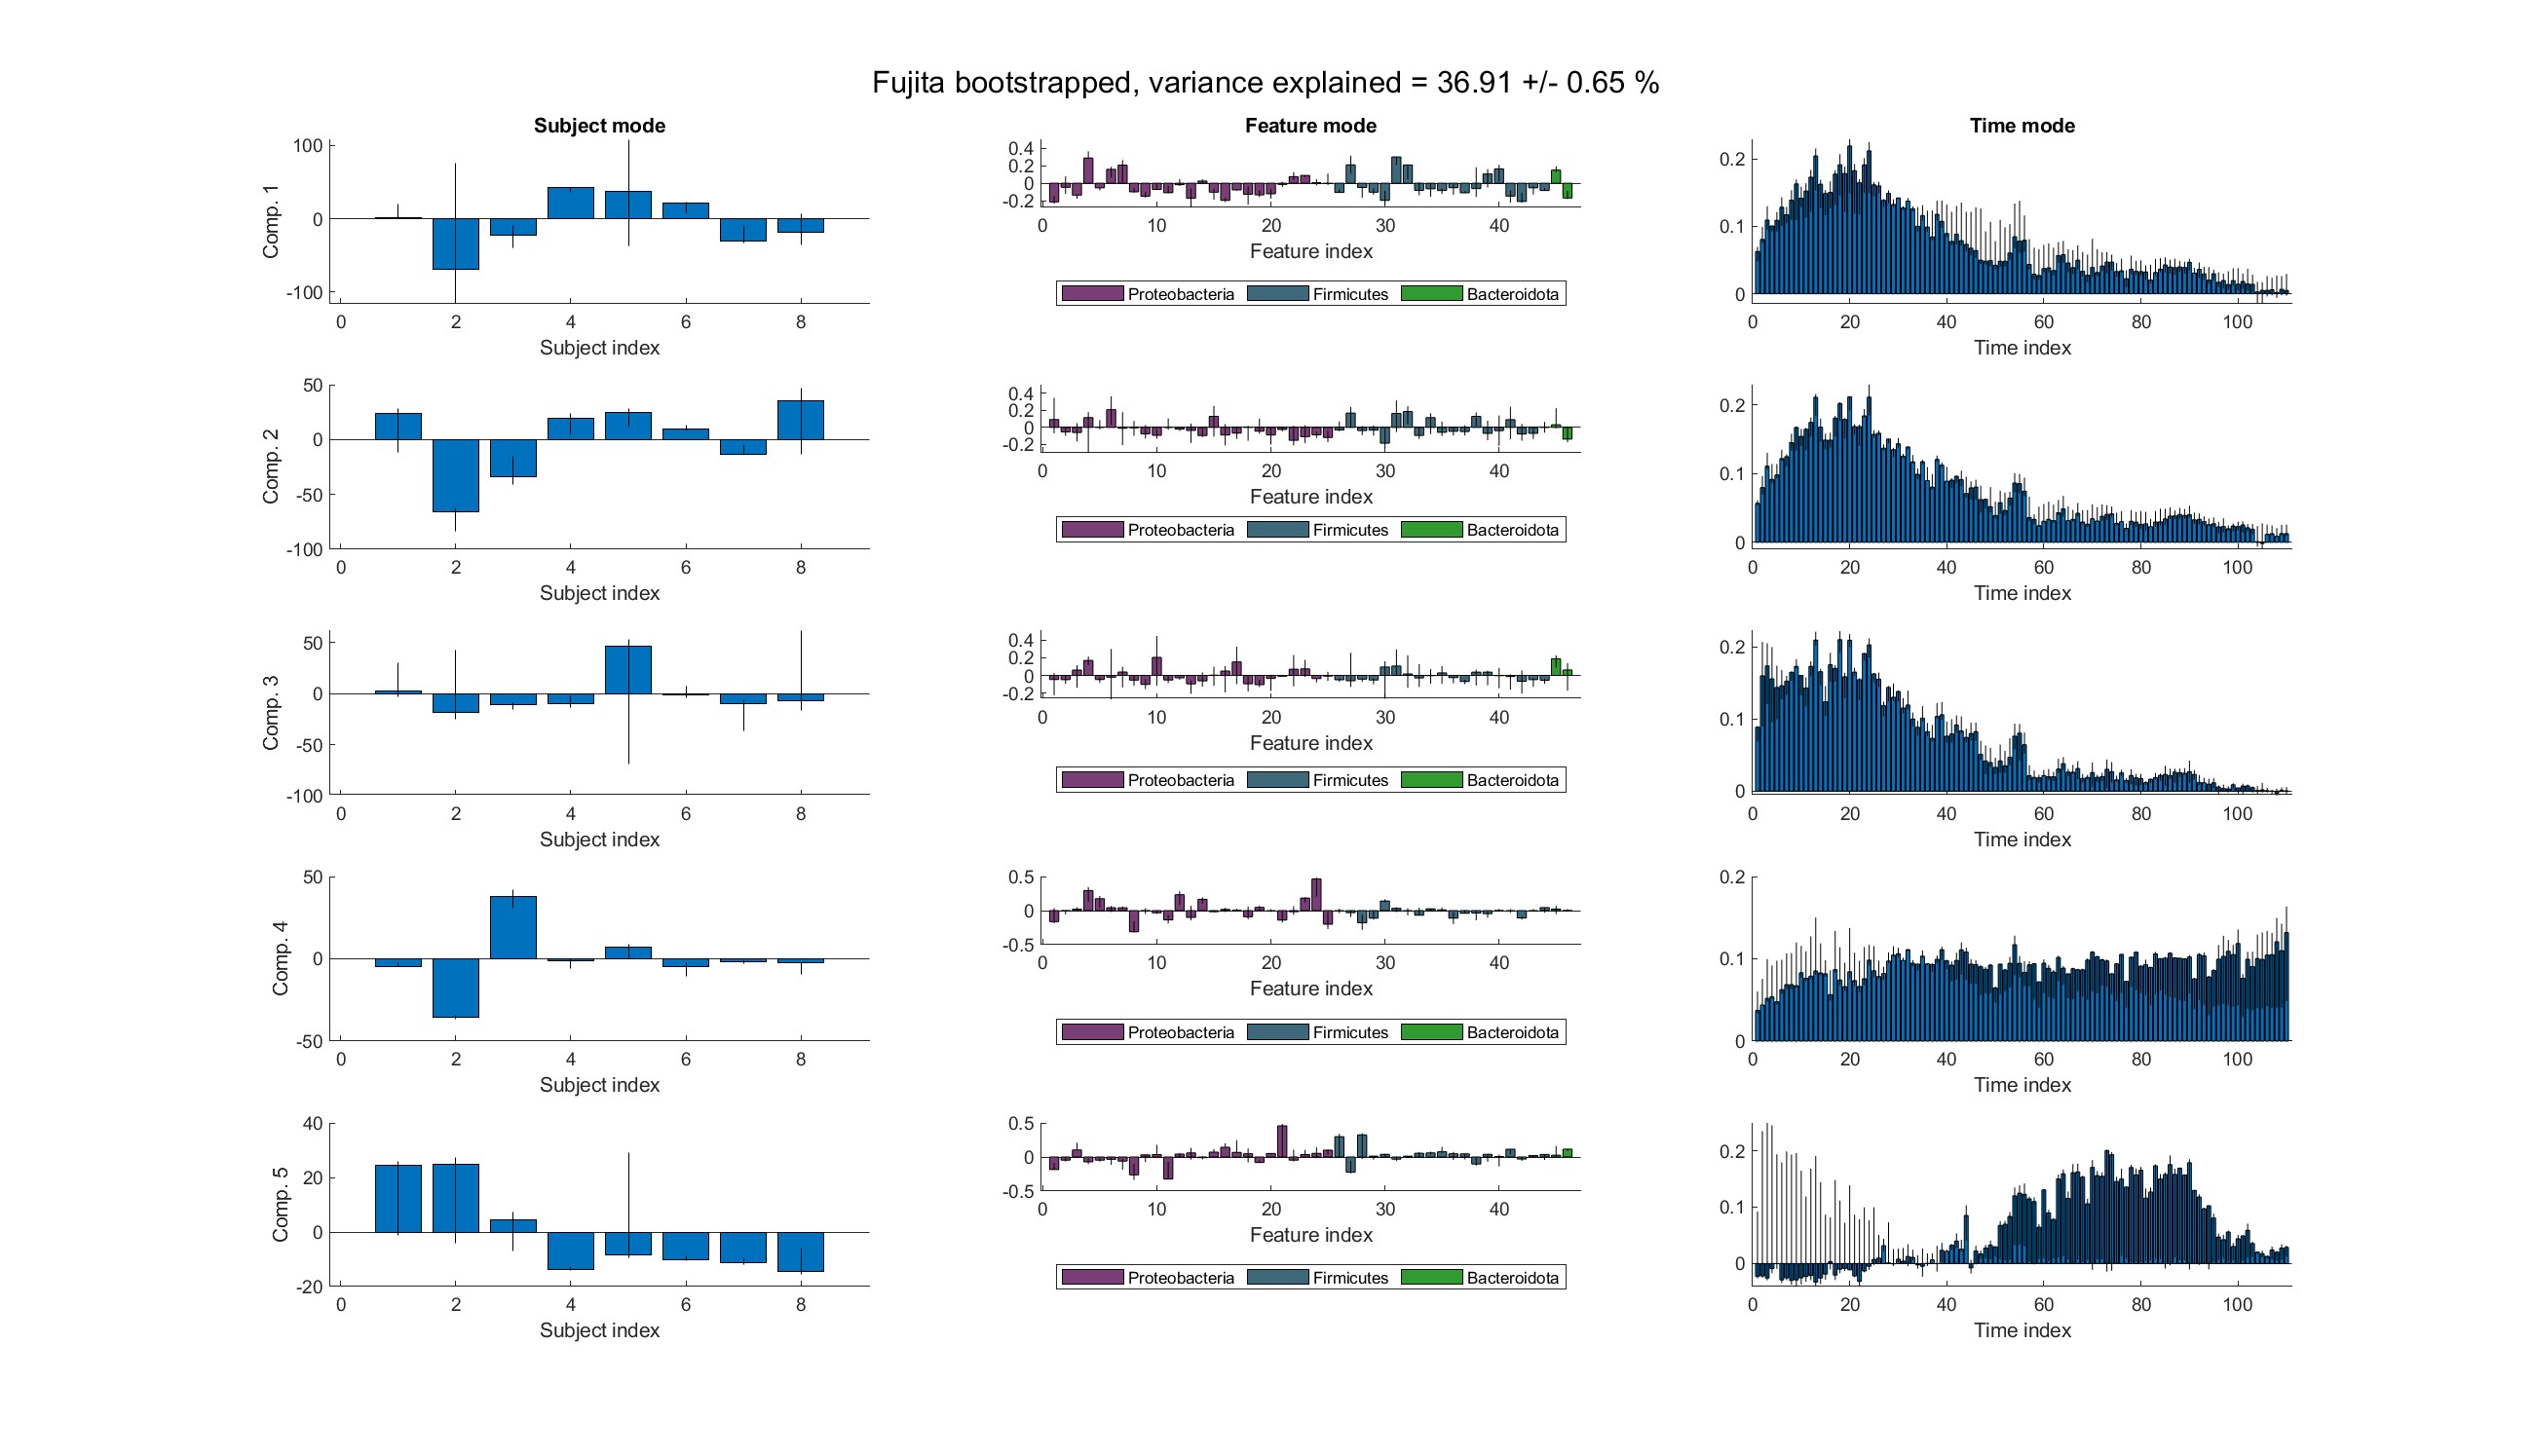 Fujita bootstrapped, variance explained = 36.91 +/- 0.65 %
Subject mode
Feature mode
Time mode
Comp. 1
100
0
-100
0 2 4 6 8
Subject index
0.4
0.2
0
-0.2
0 10 20 30 40
Feature index
Proteobacteria Firmicutes Bacteroidota
0.2
0.1
0
0 20 40 60 80 100
Time index
Comp. 2
50
0
-50
-100
0 2 4 6 8
Subject index
0.4
0.2
0
-0.2
0 10 20 30 40
Feature index
Proteobacteria Firmicutes Bacteroidota
0.2
0.1
0
0 20 40 60 80 100
Time index
Comp. 3
50
0
-50
-100
0 2 4 6 8
Subject index
0.4
0.2
0
-0.2
0 10 20 30 40
Feature index
Proteobacteria Firmicutes Bacteroidota
0.2
0.1
0
0 20 40 60 80 100
Time index
Comp. 4
50
0
-50
0 2 4 6 8
Subject index
0.5
0
-0.5
0 10 20 30 40
Feature index
Proteobacteria Firmicutes Bacteroidota
0.2
0.1
0
0 20 40 60 80 100
Time index
Comp. 5
40
20
0
-20
0 2 4 6 8
Subject index
0.5
0
-0.5
0 10 20 30 40
Feature index
Proteobacteria Firmicutes Bacteroidota
0.2
0.1
0
0 20 40 60 80 100
Time index